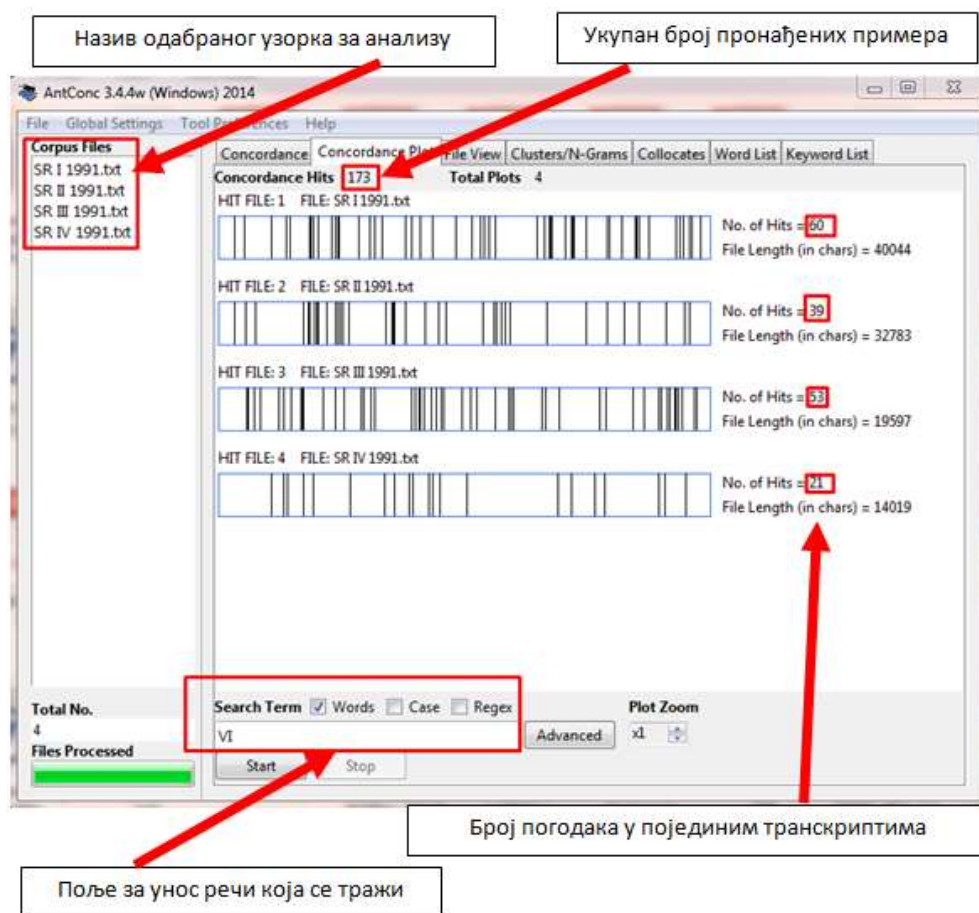 Назив одабраног узорка за анализу
Укупан број пронађених примера
AntConc 3.4.4w (Windows) 2014
File Global Settings Tool Preferences Help
Corpus Files
SR I 1991.txt
SR II 1991.txt
SR III 1991.txt
SR IV 1991.txt
Concordance Concordance Plot File View Clusters/N-Grams Collocates Word List Keyword List
Concordance Hits 173 Total Plots 4
HIT FILE: 1 FILE: SR I 1991.txt
No. of Hits = 60
File Length (in chars) = 40044
HIT FILE: 2 FILE: SR II 1991.txt
No. of Hits = 39
File Length (in chars) = 32783
HIT FILE: 3 FILE: SR III 1991.txt
No. of Hits = 53
File Length (in chars) = 19597
HIT FILE: 4 FILE: SR IV 1991.txt
No. of Hits = 21
File Length (in chars) = 14019
Total No.
4
Files Processed
Search Term Words Case Regex
VI
Advanced
Start Stop
Plot Zoom
x1
Број погодака у појединим транскриптима
Поље за унос речи која се тражи